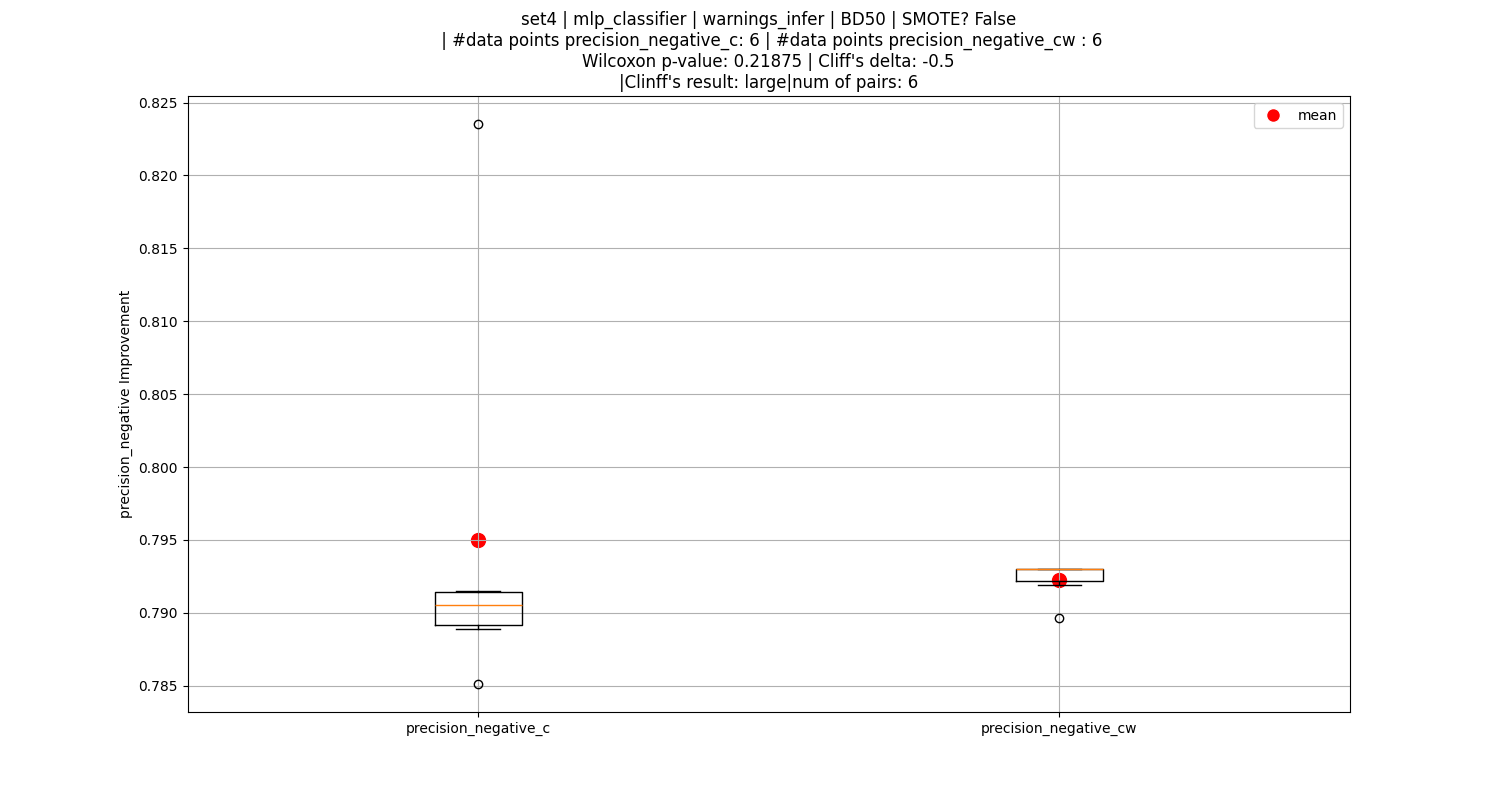 set4 | mlp_classifier | warnings_infer | BD50 | SMOTE? False
| #data points precision_negative_c: 6 | #data points precision_negative_cw : 6
Wilcoxon p-value: 0.21875 | Cliff's delta: -0.5
|Clinff's result: large|num of pairs: 6
mean
0.825
0.820
0.815
0.810
0.805
0.800
0.795
0.790
0.785
precision_negative Improvement
precision_negative_c
precision_negative_cw